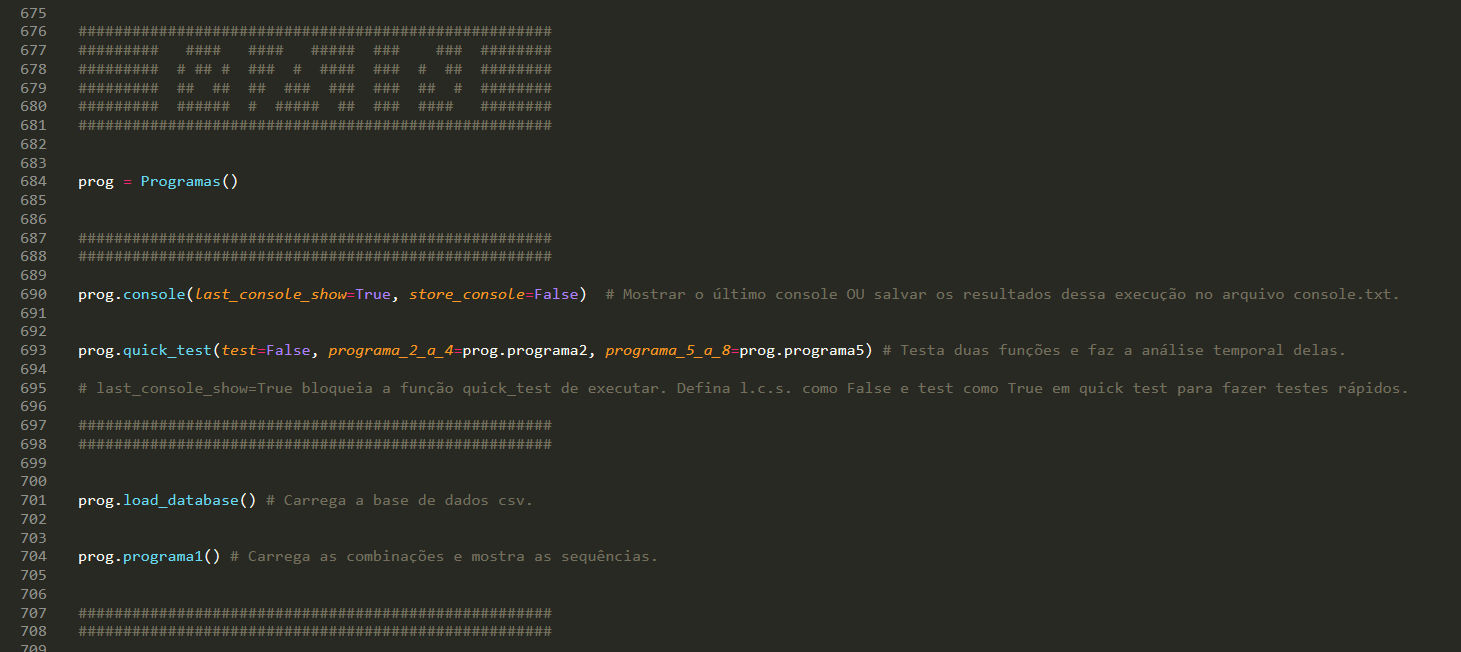 675
676 #####################################################
677 #########   ####   ####   #####  ###    ###  ########
678 #########  # ## #  ###  #  ####  ###  #  ##  ########
679 #########  ##  ##  ##  ###  ###  ###  ##  #  ########
680 #########  ######  #  #####  ##  ###  ####   ########
681 #####################################################
682
683
684 prog = Programas()
685
686
687 #####################################################
688 #####################################################
689
690 prog.console(last_console_show=True, store_console=False)  # Mostrar o último console OU salvar os resultados dessa execução no arquivo console.txt.
691
692
693 prog.quick_test(test=False, programa_2_a_4=prog.programa2, programa_5_a_8=prog.programa5) # Testa duas funções e faz a análise temporal delas.
694
695 # last_console_show=True bloqueia a função quick_test de executar. Defina l.c.s. como False e test como True em quick test para fazer testes rápidos.
696
697 #####################################################
698 #####################################################
699
700
701 prog.load_database() # Carrega a base de dados csv.
702
703
704 prog.programa1() # Carrega as combinações e mostra as sequências.
705
706
707 #####################################################
708 #####################################################
709